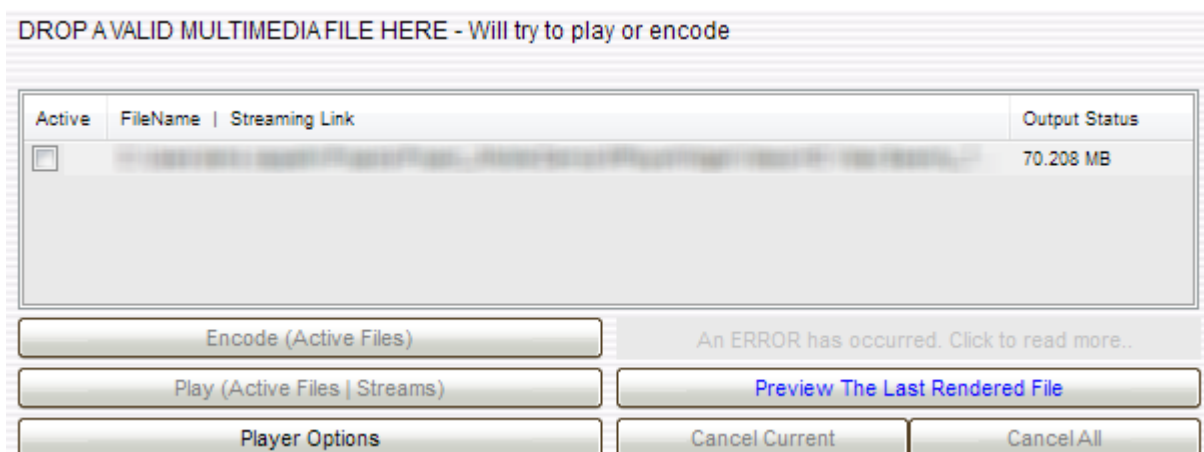 DROP A VALID MULTIMEDIA FILE HERE - Will try to play or encode
Active FileName | Streaming Link Output Status
70.208 MB
Encode (Active Files) An ERROR has occurred. Click to read more..
Play (Active Files | Streams) Preview The Last Rendered File
Player Options Cancel Current Cancel All